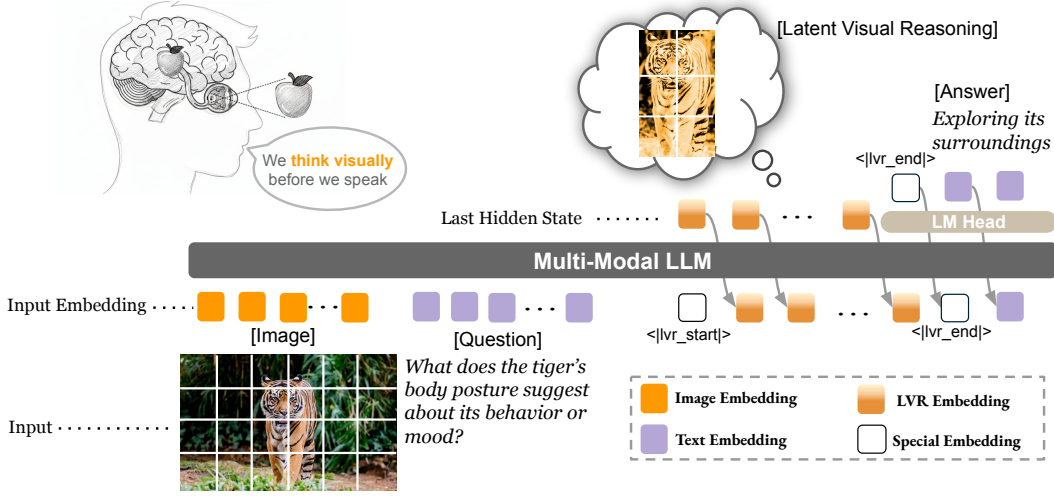 [Latent Visual Reasoning]
We think visually
before we speak
[Answer]
Exploring its
surroundings
<|lvr_end|>
Last Hidden State ······
···
LM Head
Multi-Modal LLM
Input Embedding ·····
····
····
···
[Image]
[Question]
<|lvr_start|>
<|lvr_end|>
What does the tiger's
body posture suggest
about its behavior or
mood?
Input ············
Image Embedding
LVR Embedding
Text Embedding
Special Embedding